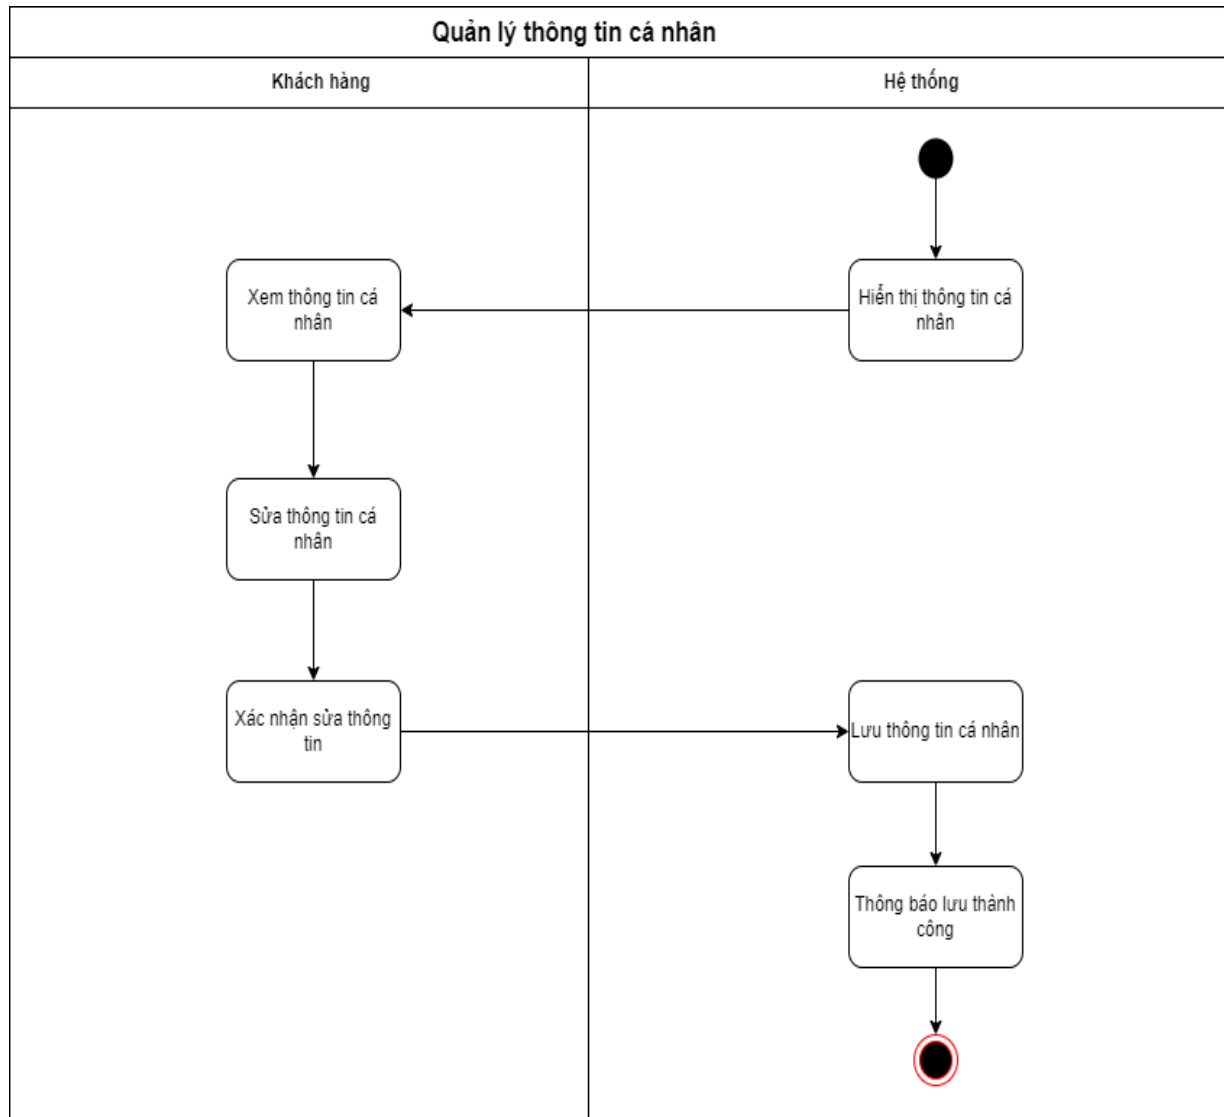 Quản lý thông tin cá nhân
Khách hàng
Hệ thống
Xem thông tin cá
nhân
Hiển thị thông tin cá
nhân
Sửa thông tin cá
nhân
Xác nhận sửa thông
tin
Lưu thông tin cá nhân
Thông báo lưu thành
công